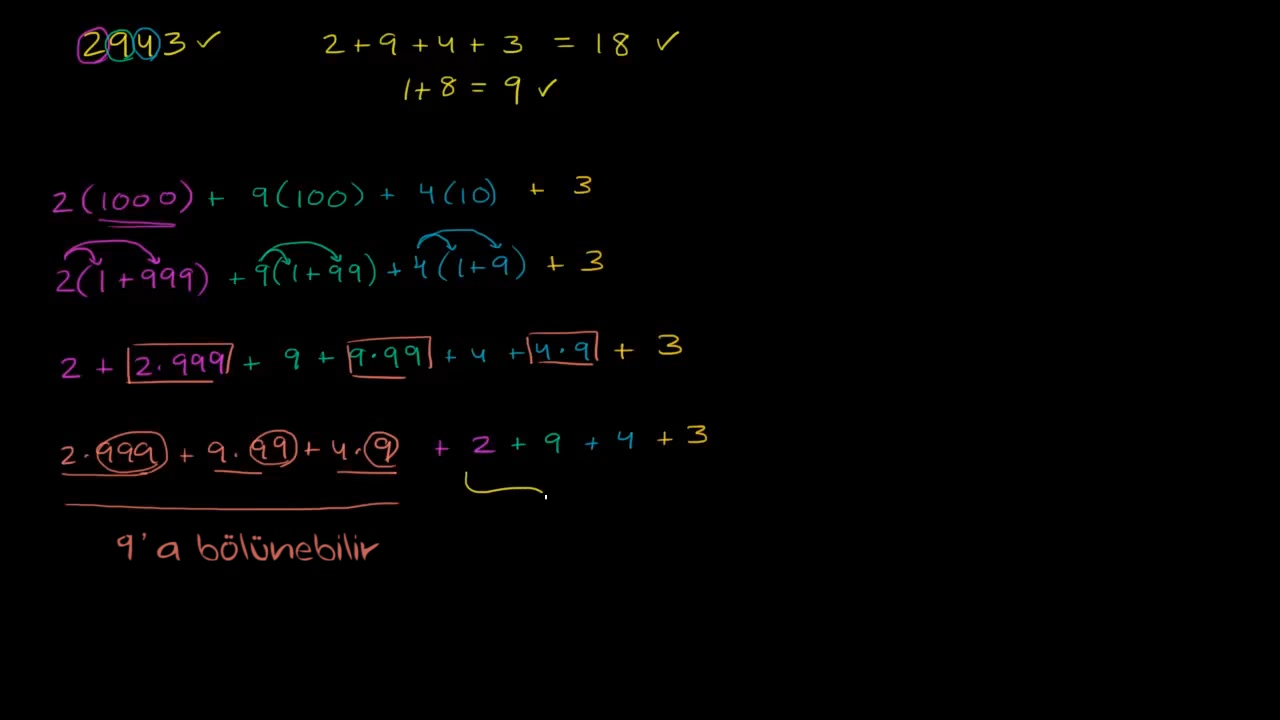 2943 ✓ 2 + 9 + 4 + 3 = 18 ✓
1 + 8 = 9 ✓
2(1000) + 9(100) + 4(10) + 3
2(1 + 999) + 9(1 + 99) + 4(1 + 9) + 3
2 + 2.999 + 9 + 9.99 + 4 + 4.9 + 3
2.999 + 9.99 + 4.9 + 2 + 9 + 4 + 3
9'a bölünebilir